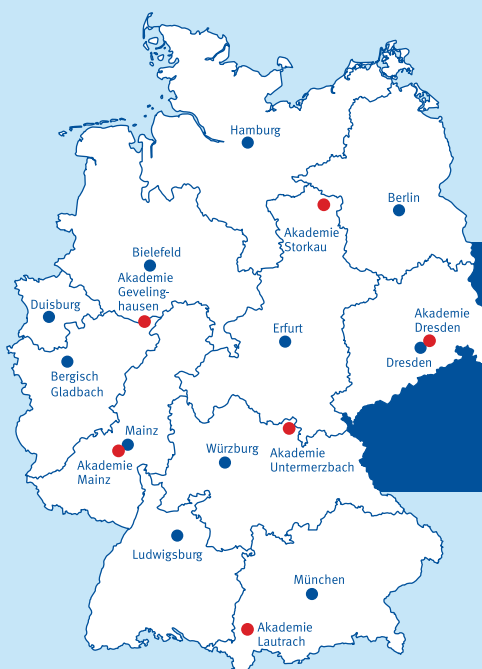 Hamburg
Berlin
Akademie
Storkau
Bielefeld
Akademie
Geveling-
hausen
Duisburg
Akademie
Dresden
Erfurt
Dresden
Bergisch
Gladbach
Mainz
Akademie
Mainz
Würzburg
Akademie
Untermerzbach
Ludwigsburg
München
Akademie
Lautrach